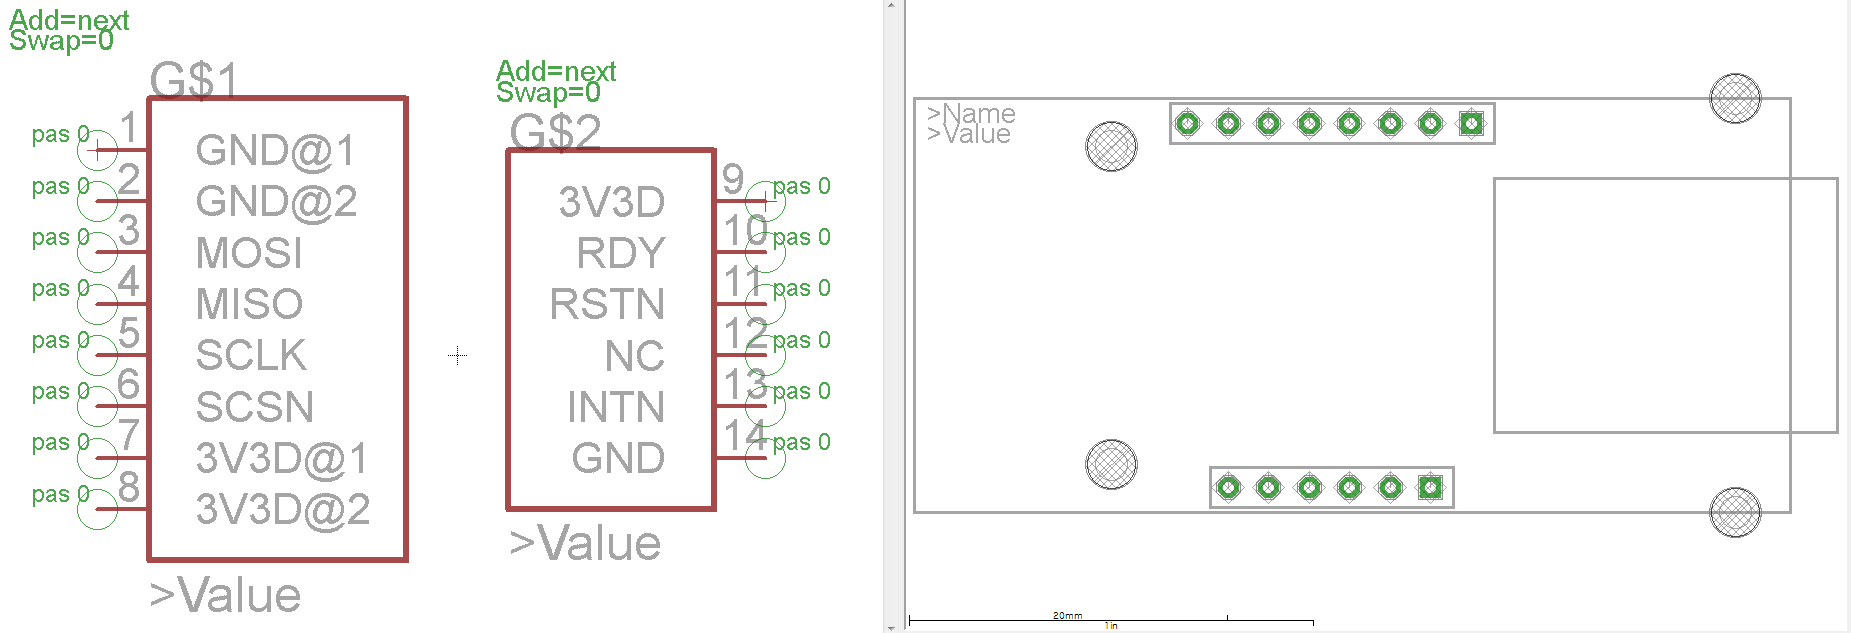 Add=next
Swap=0
G$1
pas 0 1 GND@1
pas 0 2 GND@2
pas 0 3 MOSI
pas 0 4 MISO
pas 0 5 SCLK
pas 0 6 SCSN
pas 0 7 3V3D@1
pas 0 8 3V3D@2
>Value
Add=next
Swap=0
G$2
3V3D 9 pas 0
RDY 10 pas 0
RSTN 11 pas 0
NC 12 pas 0
INTN 13 pas 0
GND 14 pas 0
>Value
>Name
>Value
20mm
1in